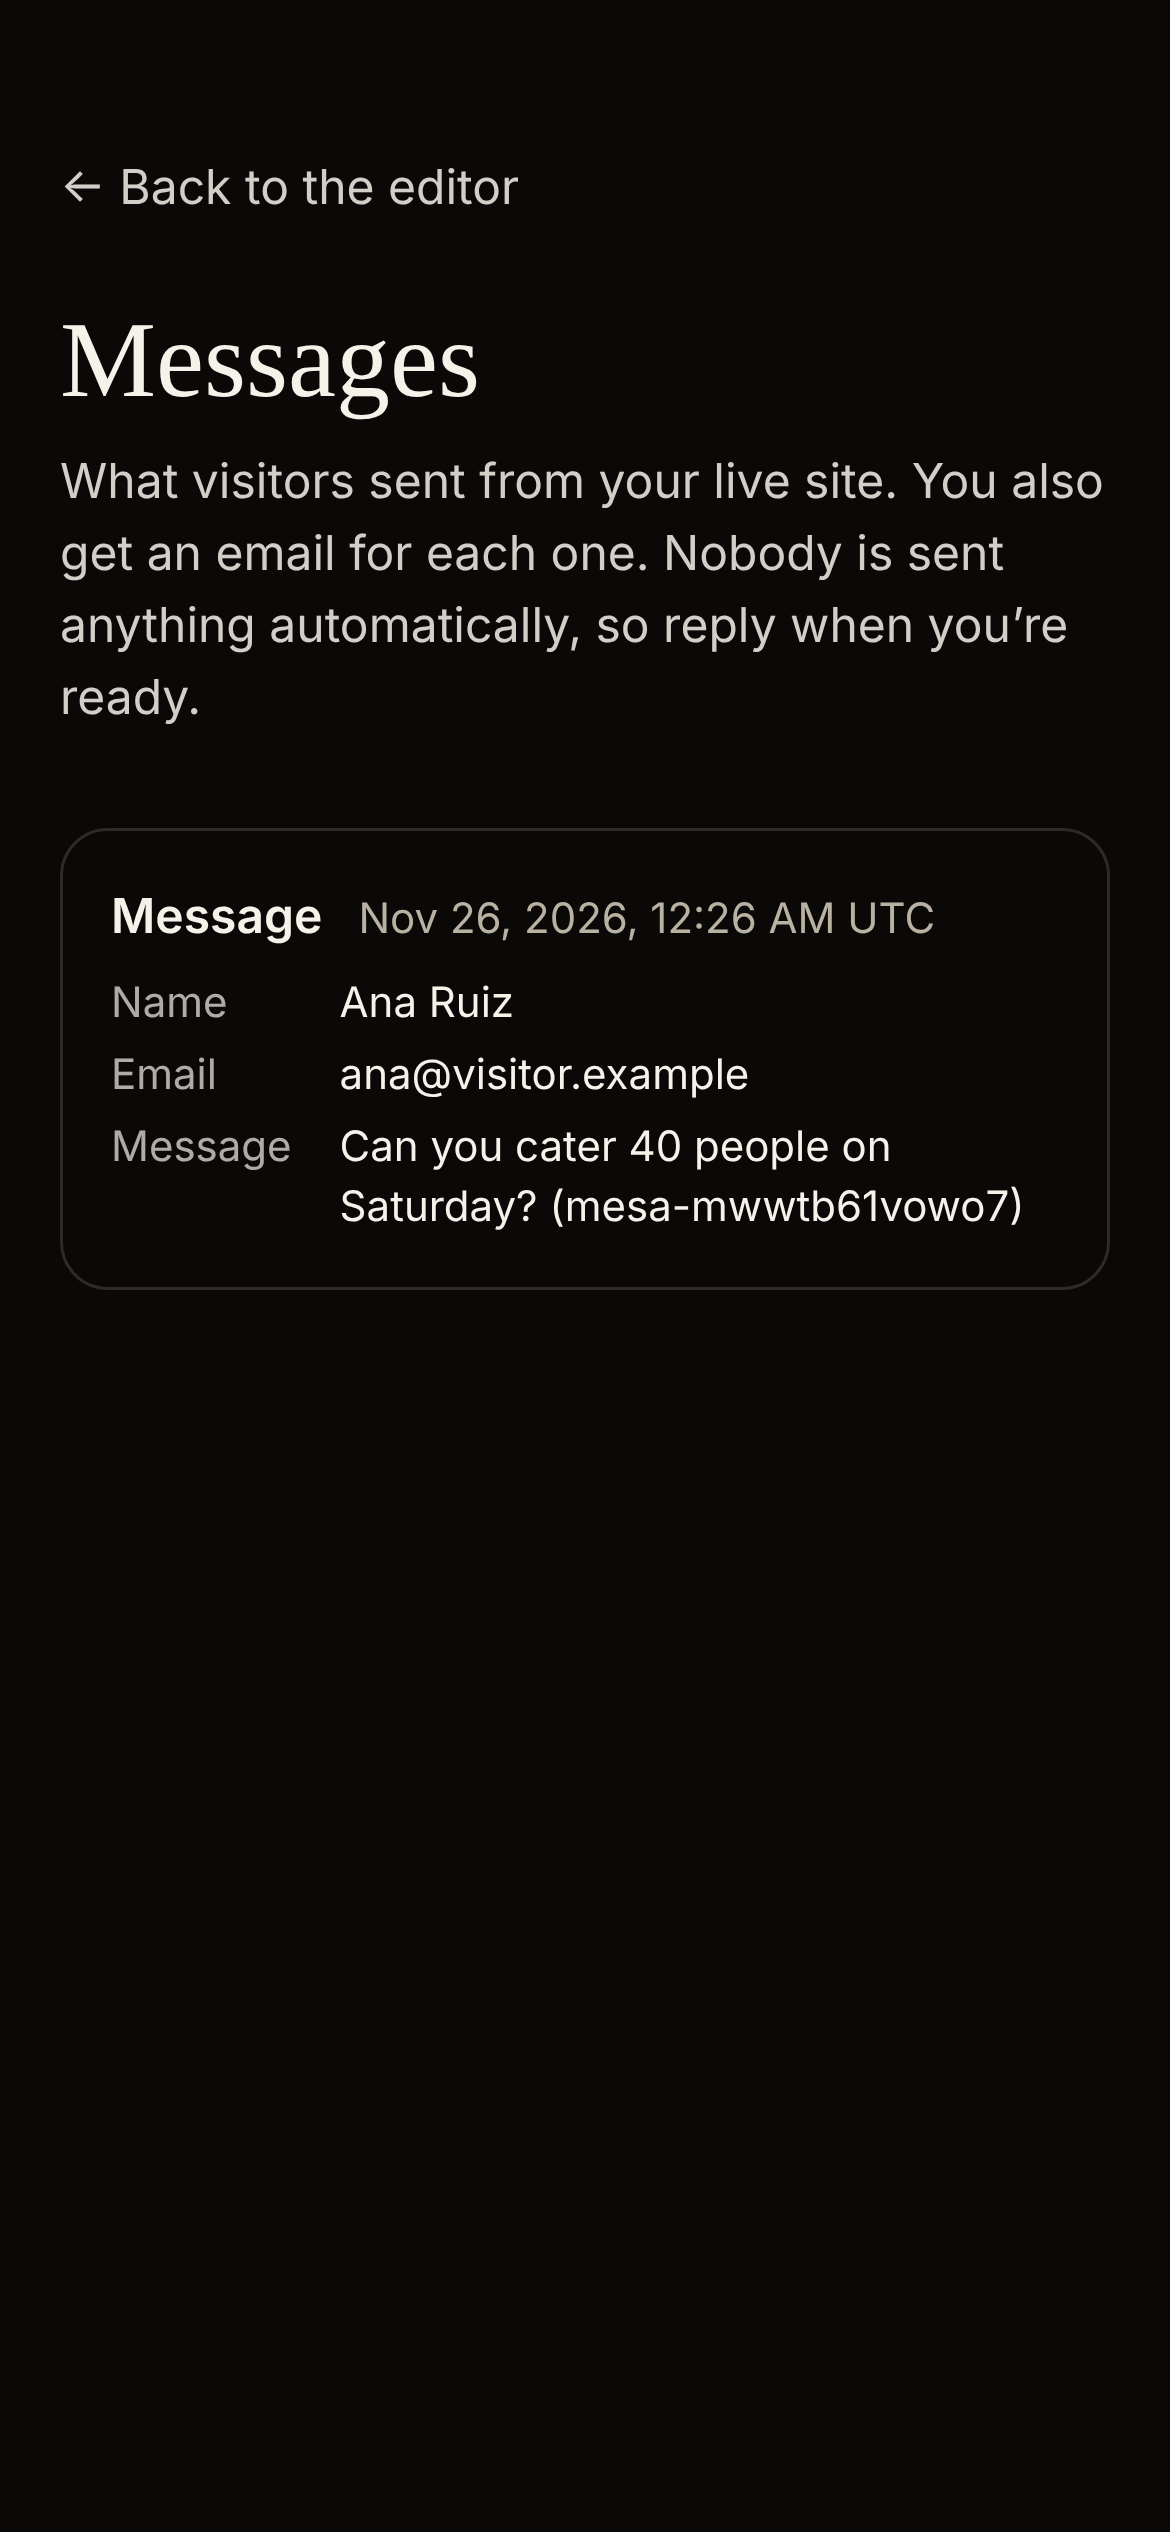 ← Back to the editor
Messages
What visitors sent from your live site. You also
get an email for each one. Nobody is sent
anything automatically, so reply when you’re
ready.
Message Nov 26, 2026, 12:26 AM UTC
Name Ana Ruiz
Email ana@visitor.example
Message Can you cater 40 people on
Saturday? (mesa-mwwtb61vowo7)